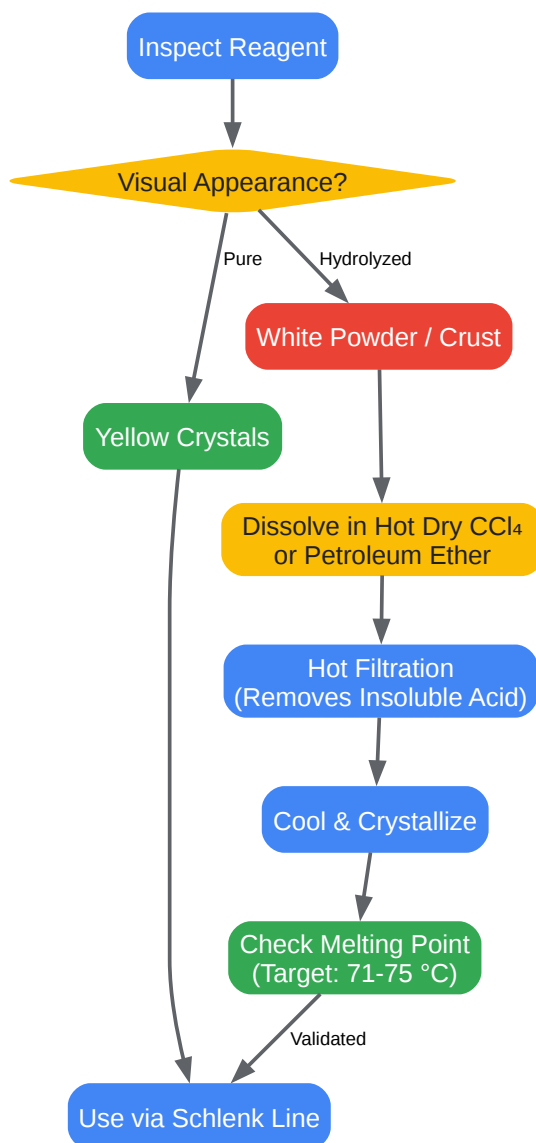 Inspect Reagent
Visual Appearance?
Pure
Hydrolyzed
White Powder / Crust
Yellow Crystals
Dissolve in Hot Dry CCl₄
or Petroleum Ether
Hot Filtration
(Removes Insoluble Acid)
Cool & Crystallize
Check Melting Point
(Target: 71-75 °C)
Validated
Use via Schlenk Line